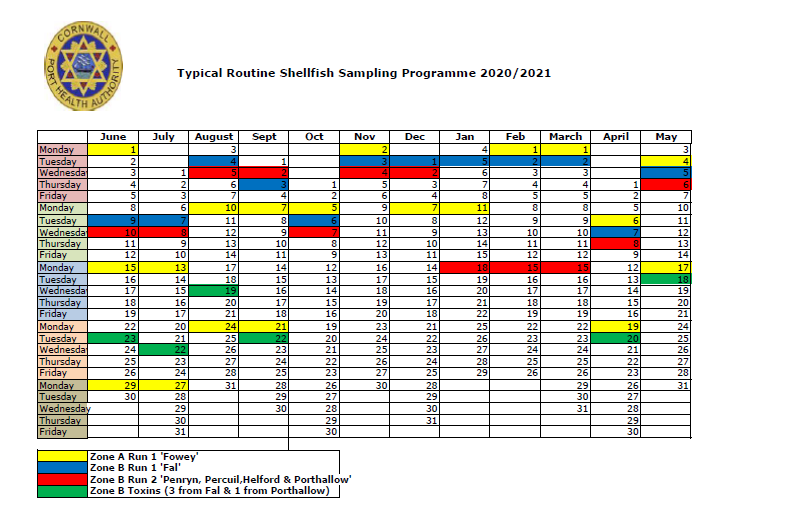 CORNWALL
PORT HEALTH AUTHORITY
Typical Routine Shellfish Sampling Programme 2020/2021
June July August Sept Oct Nov Dec Jan Feb March April May
Monday 1 3 2 4 1 1 3
Tuesday 2 4 1 3 1 5 2 2 4
Wednesday 3 1 5 2 4 2 6 3 3 5
Thursday 4 2 6 3 1 5 3 7 4 4 1 6
Friday 5 3 7 4 2 6 4 8 5 5 2 7
Monday 8 6 10 7 5 9 7 11 8 8 5 10
Tuesday 9 7 11 8 6 10 8 12 9 9 6 11
Wednesday 10 8 12 9 7 11 9 13 10 10 7 12
Thursday 11 9 13 10 8 12 10 14 11 11 8 13
Friday 12 10 14 11 9 13 11 15 12 12 9 14
Monday 15 13 17 14 12 16 14 18 15 15 12 17
Tuesday 16 14 18 15 13 17 15 19 16 16 13 18
Wednesday 17 15 19 16 14 18 16 20 17 17 14 19
Thursday 18 16 20 17 15 19 17 21 18 18 15 20
Friday 19 17 21 18 16 20 18 22 19 19 16 21
Monday 22 20 24 21 19 23 21 25 22 22 19 24
Tuesday 23 21 25 22 20 24 22 26 23 23 20 25
Wednesday 24 22 26 23 21 25 23 27 24 24 21 26
Thursday 25 23 27 24 22 26 24 28 25 25 22 27
Friday 26 24 28 25 23 27 25 29 26 26 23 28
Monday 29 27 31 28 26 30 28 29 26 31
Tuesday 30 28 29 27 29 30 27
Wednesday 29 30 28 30 31 28
Thursday 30 29 31 29
Friday 31 30 30
Zone A Run 1 'Fowey'
Zone B Run 1 'Fal'
Zone B Run 2 'Penryn, Percuil,Helford & Porthallow'
Zone B Toxins (3 from Fal & 1 from Porthallow)